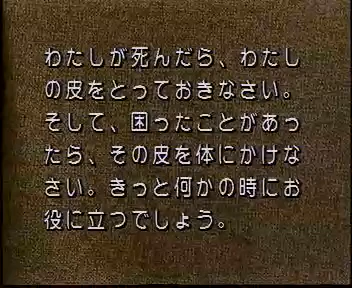 わたしが死んだら、わたし
の皮をとっておきなさい。
そして、困ったことがあっ
たら、その皮を体にかけな
さい。きっと何かの時にお
役に立つでしょう。